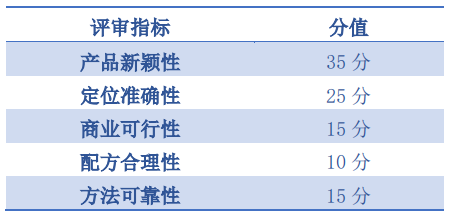 评审指标 分值
产品新颖性 35 分
定位准确性 25 分
商业可行性 15 分
配方合理性 10 分
方法可靠性 15 分